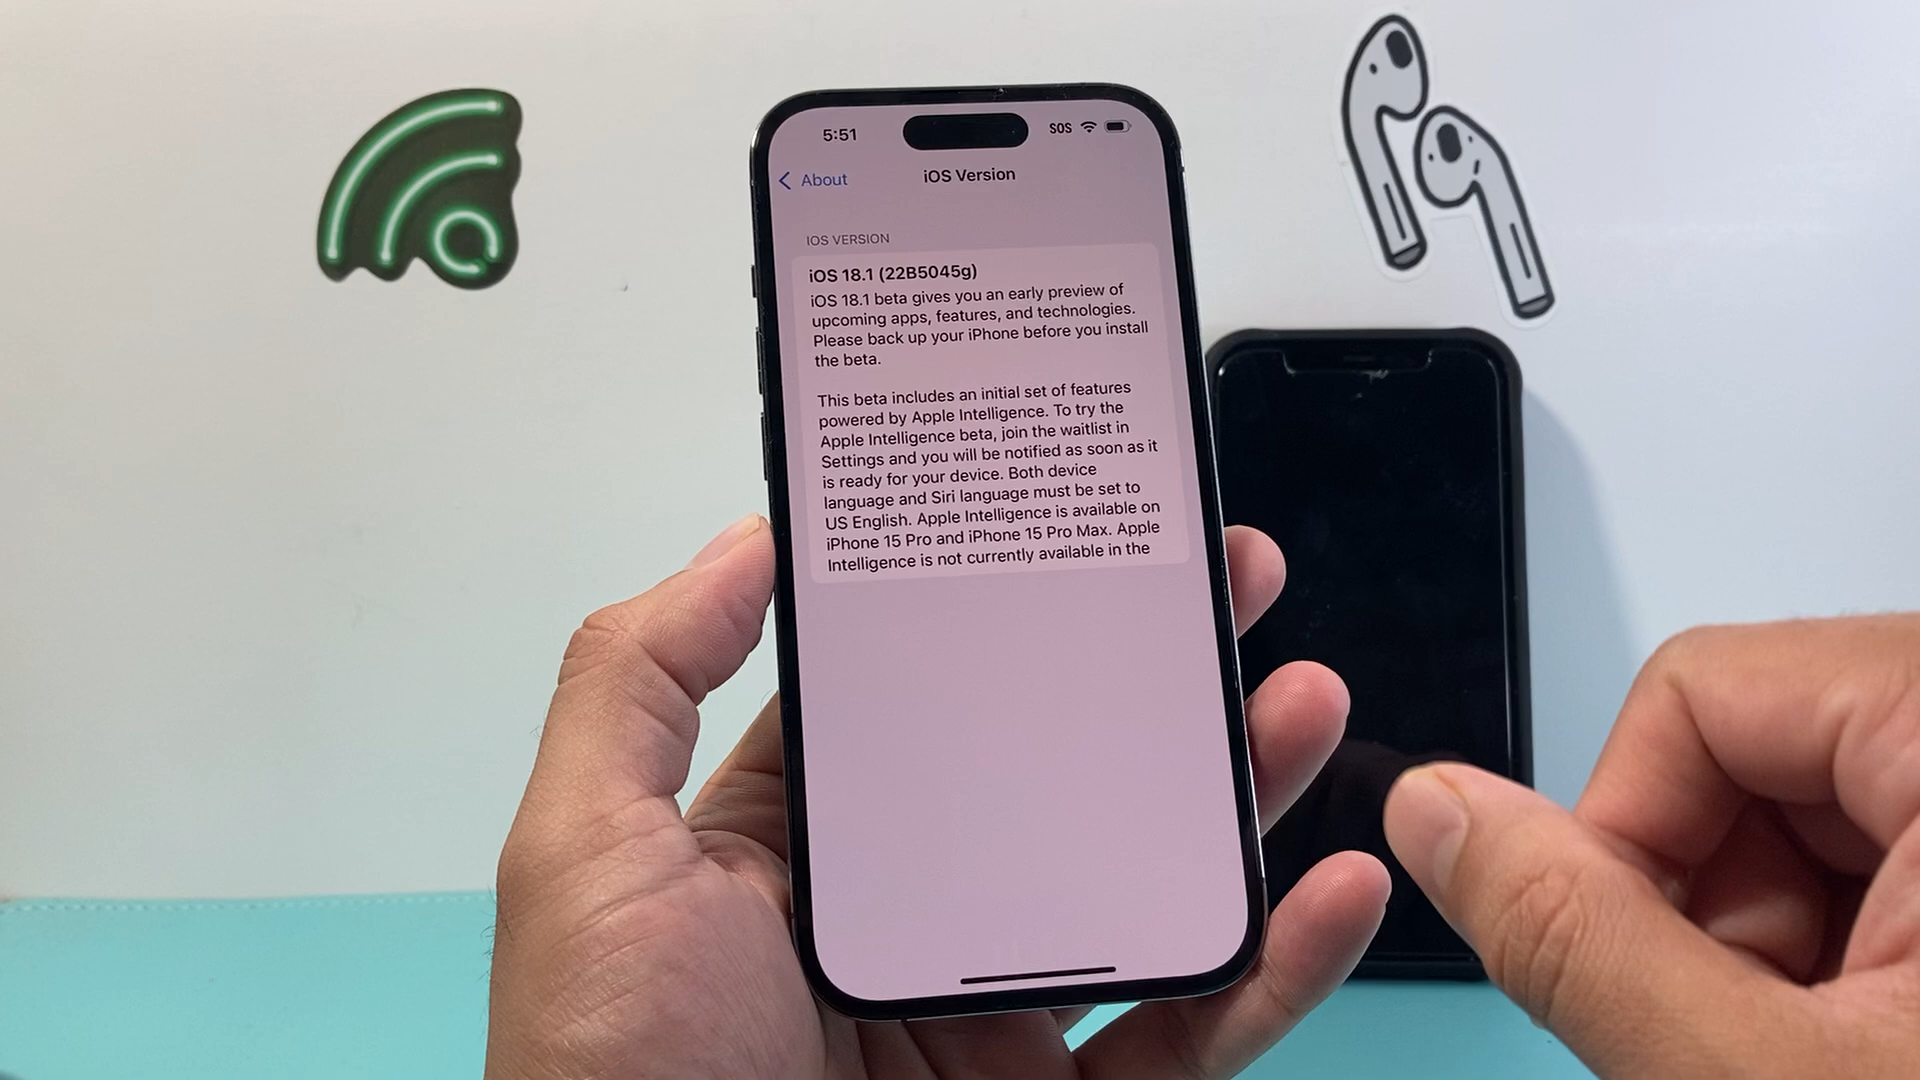 5:51
SOS
About
iOS Version
IOS VERSION
iOS 18.1 (22B5045g)
iOS 18.1 beta gives you an early preview of
upcoming apps, features, and technologies.
Please back up your iPhone before you install
the beta.
This beta includes an initial set of features
powered by Apple Intelligence. To try the
Apple Intelligence beta, join the waitlist in
Settings and you will be notified as soon as it
is ready for your device. Both device
language and Siri language must be set to
US English. Apple Intelligence is available on
iPhone 15 Pro and iPhone 15 Pro Max. Apple
Intelligence is not currently available in the